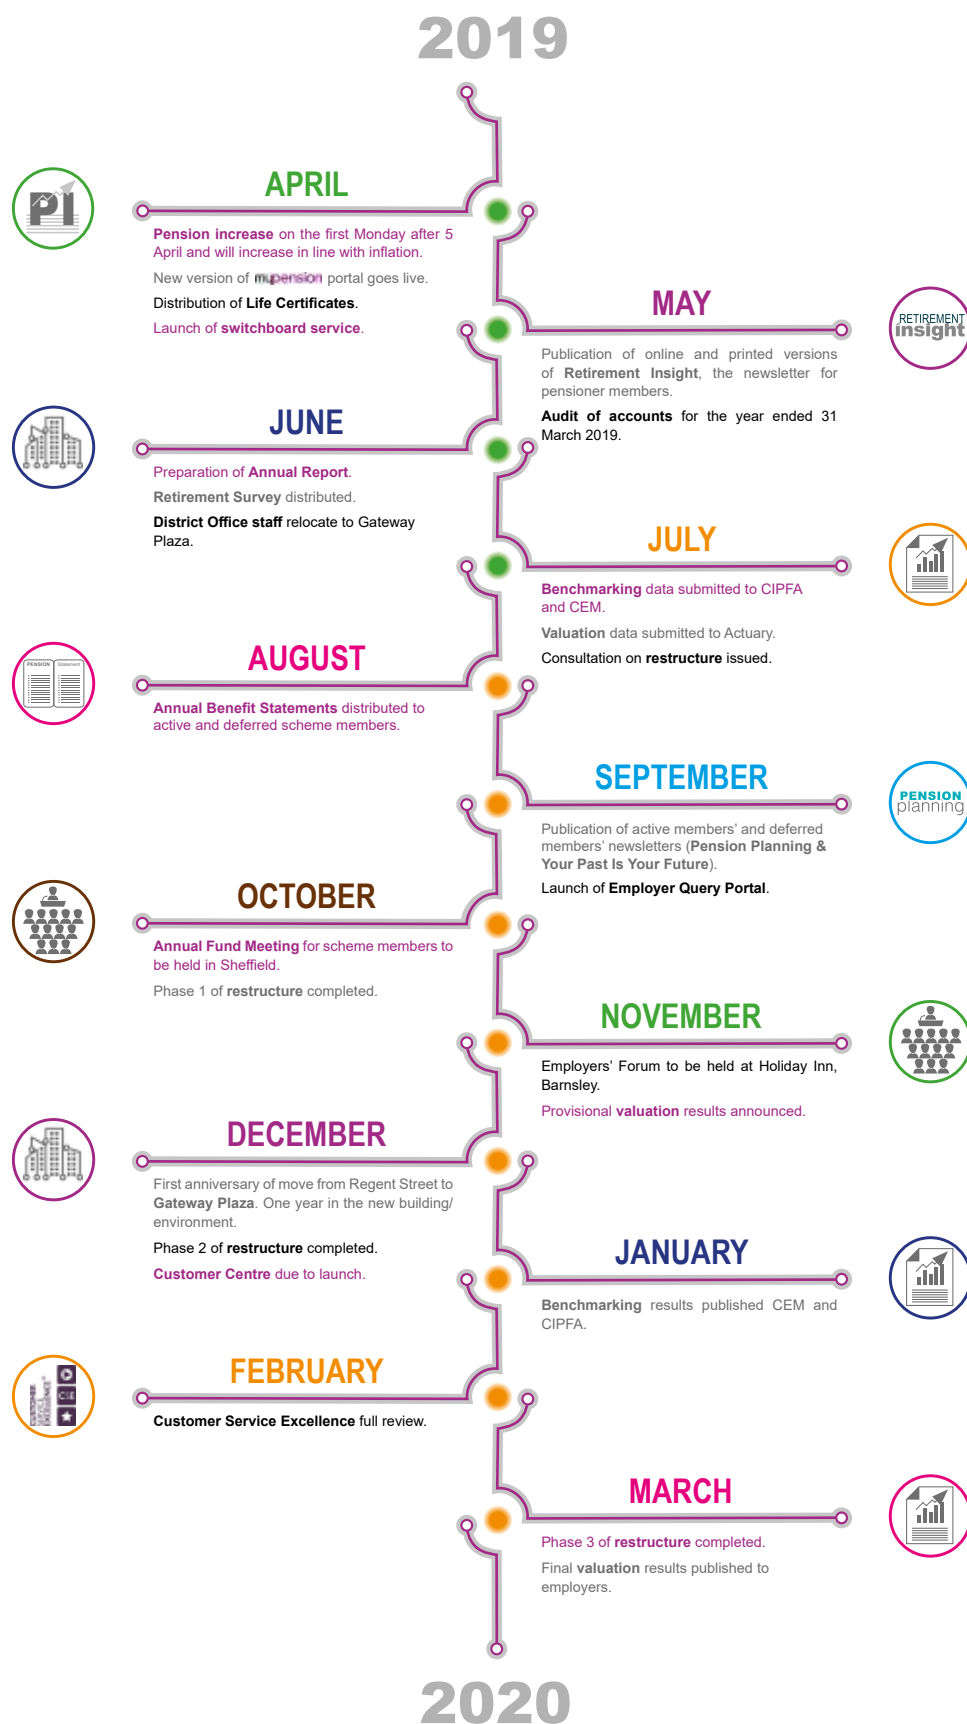 2019
APRIL
PI
Pension increase on the first Monday after 5
April and will increase in line with inflation.
New version of mypension portal goes live.
Distribution of Life Certificates.
Launch of switchboard service.
MAY
RETIREMENT
insight
Publication of online and printed versions
of Retirement Insight, the newsletter for
pensioner members.
Audit of accounts for the year ended 31
March 2019.
JUNE
Preparation of Annual Report.
Retirement Survey distributed.
District Office staff relocate to Gateway
Plaza.
JULY
Benchmarking data submitted to CIPFA
and CEM.
Valuation data submitted to Actuary.
Consultation on restructure issued.
AUGUST
PENSION Statement
Annual Benefit Statements distributed to
active and deferred scheme members.
SEPTEMBER
PENSION
planning
Publication of active members' and deferred
members' newsletters (Pension Planning &
Your Past Is Your Future).
Launch of Employer Query Portal.
OCTOBER
Annual Fund Meeting for scheme members to
be held in Sheffield.
Phase 1 of restructure completed.
NOVEMBER
Employers' Forum to be held at Holiday Inn,
Barnsley.
Provisional valuation results announced.
DECEMBER
First anniversary of move from Regent Street to
Gateway Plaza. One year in the new building/
environment.
Phase 2 of restructure completed.
Customer Centre due to launch.
JANUARY
Benchmarking results published CEM and
CIPFA.
FEBRUARY
CUSTOMER
SERVICE
EXCELLENCE
CSE
Customer Service Excellence full review.
MARCH
Phase 3 of restructure completed.
Final valuation results published to
employers.
2020